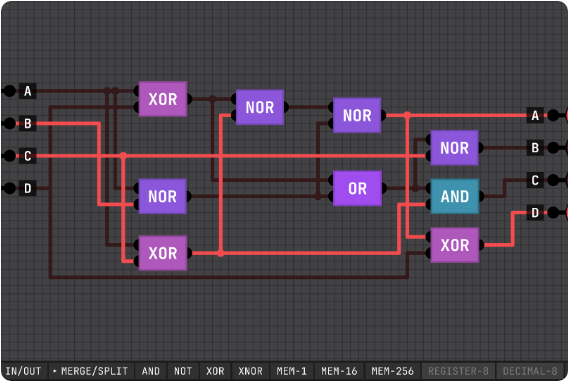 A
XOR
NOR
NOR
A
B
C
NOR
B
D
NOR
OR
AND
C
XOR
XOR
D
IN/OUT ▸ MERGE/SPLIT AND NOT XOR XNOR MEM-1 MEM-16 MEM-256 REGISTER-8 DECIMAL-8